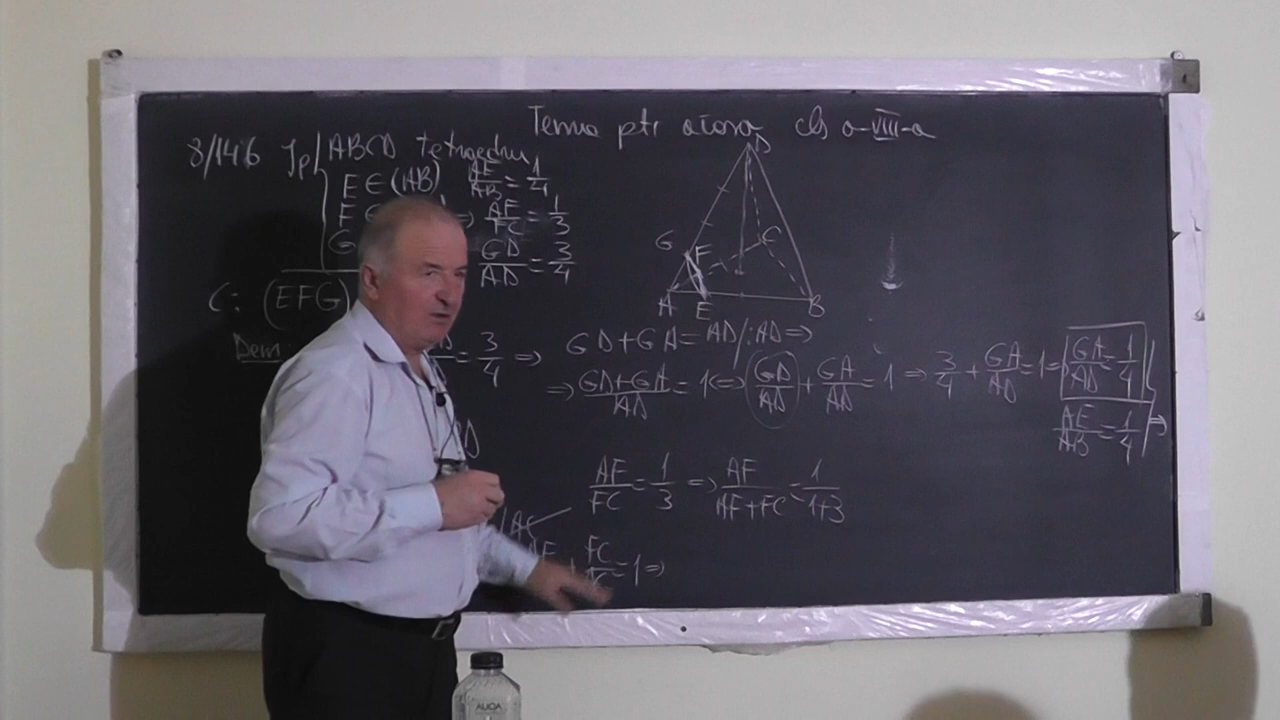 Tema ptr acasa cls a-VIII-a
8/146 Ip/ ABCD tetraedru
E ∈ (AB) AE/AB = 1/4
F ∈ ⇒ AF/FC = 1/3
G GD/AD = 3/4
D
C
G F
A E B
C: (EFG)
Dem
= 3/4 ⇒ GD+GA = AD/:AD ⇒
⇒ (GD+GA)/AD = 1 ⇔ GD/AD + GA/AD = 1 ⇒ 3/4 + GA/AD = 1 ⇒ GA/AD = 1/4
AE/AB = 1/4 ⇒
AF/FC = 1/3 ⇒ AF/(AF+FC) = 1/(1+3)
/AC
+ FC/AC = 1 ⇒